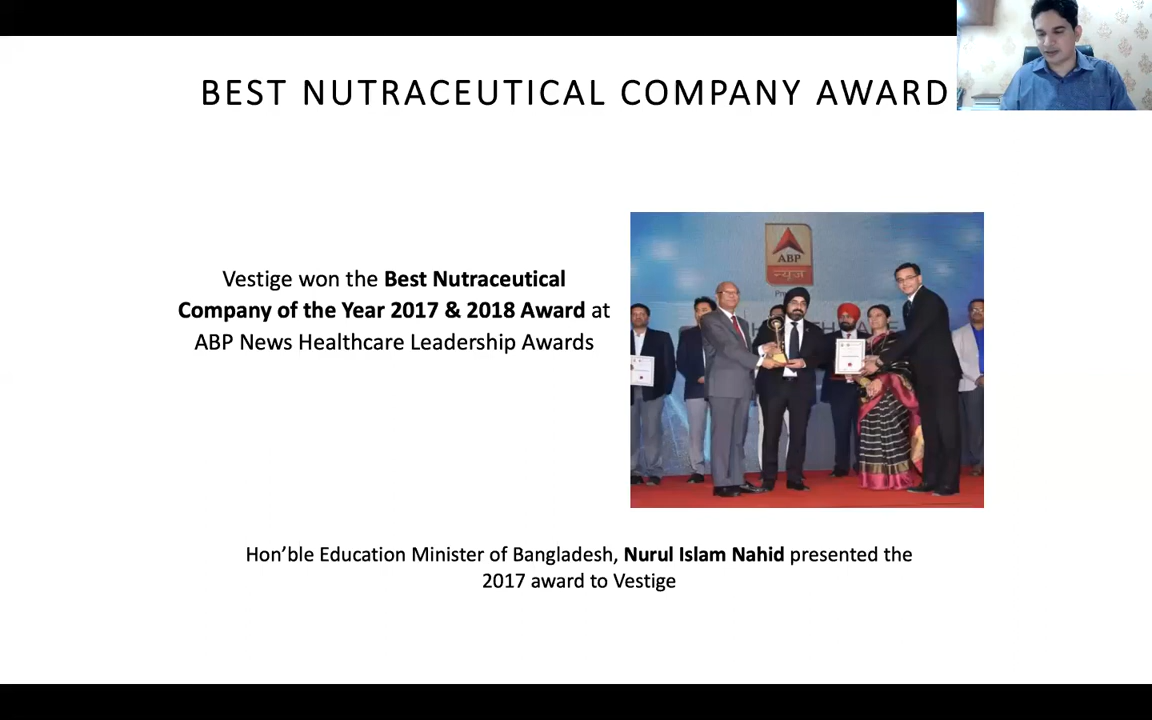 BEST NUTRACEUTICAL COMPANY AWARD
Vestige won the Best Nutraceutical
Company of the Year 2017 & 2018 Award at
ABP News Healthcare Leadership Awards
ABP
न्यूज़
HEALTHCARE
Hon’ble Education Minister of Bangladesh, Nurul Islam Nahid presented the
2017 award to Vestige